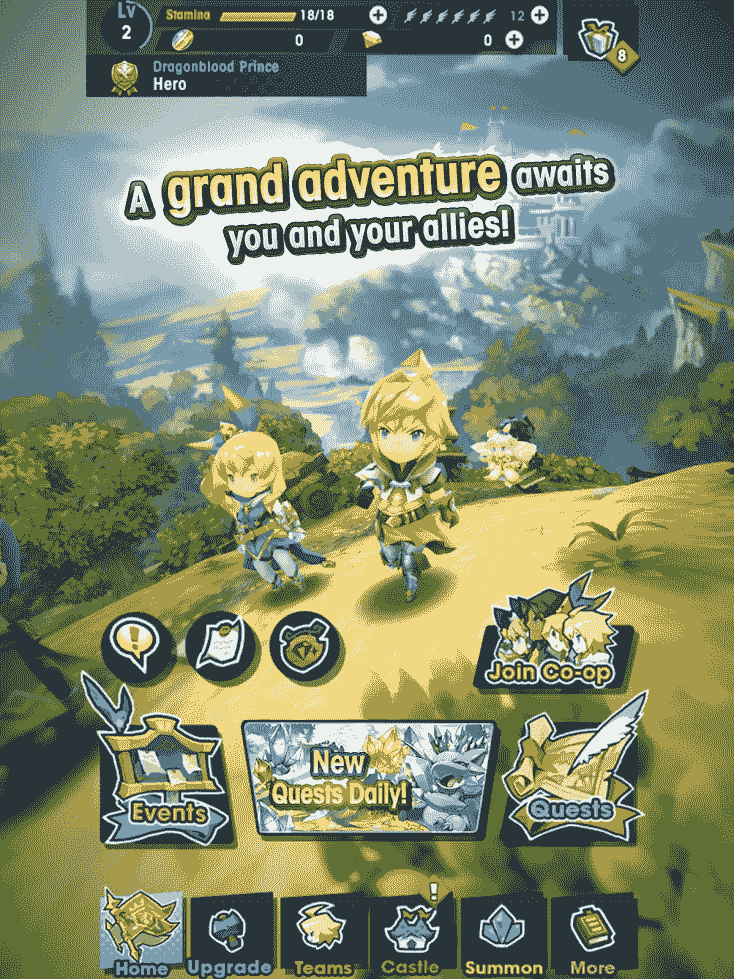 Lv
2
Stamina
18/18
12
0
0
8
Dragonblood Prince
Hero
A grand adventure awaits
you and your allies!
!
Join Co-op
Events
New
Quests Daily!
Quests
!
Home
Upgrade
Teams
Castle
Summon
More